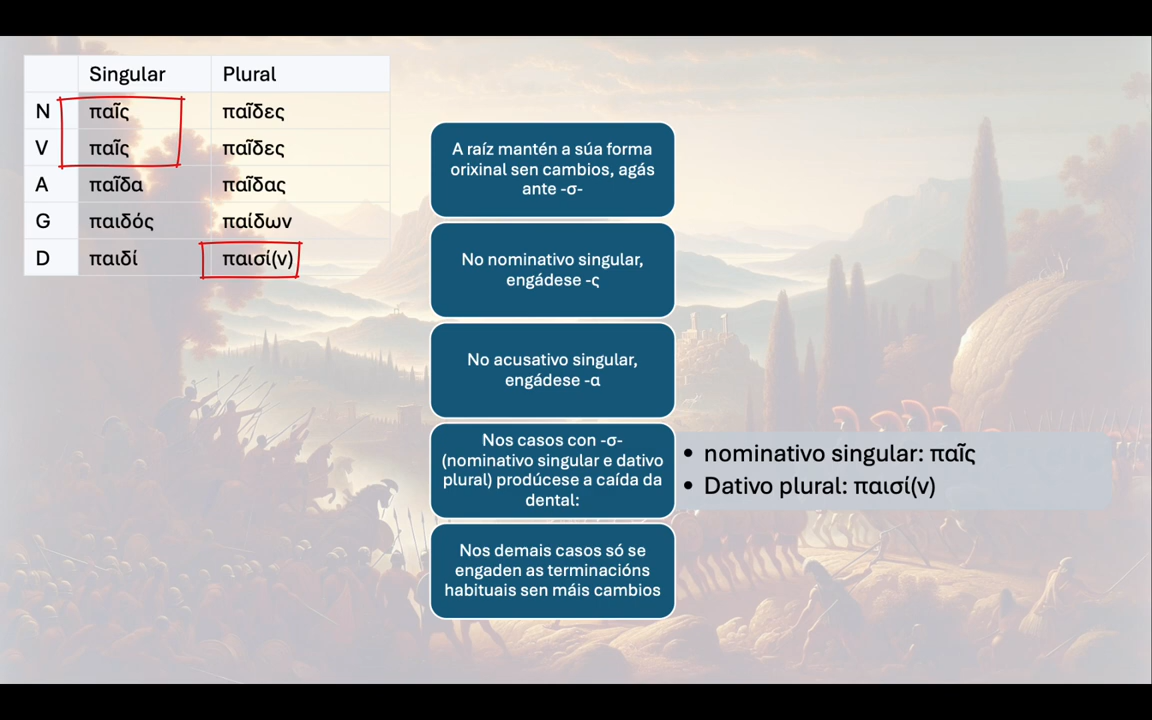 Singular Plural
N παῖς παῖδες
V παῖς παῖδες
A παῖδα παῖδας
G παιδός παίδων
D παιδί παισί(ν)
A raíz mantén a súa forma
orixinal sen cambios, agás
ante -σ-
No nominativo singular,
engádese -ς
No acusativo singular,
engádese -α
Nos casos con -σ-
(nominativo singular e dativo
plural) prodúcese a caída da
dental:
• nominativo singular: παῖς
• Dativo plural: παισί(ν)
Nos demais casos só se
engaden as terminacións
habituais sen máis cambios